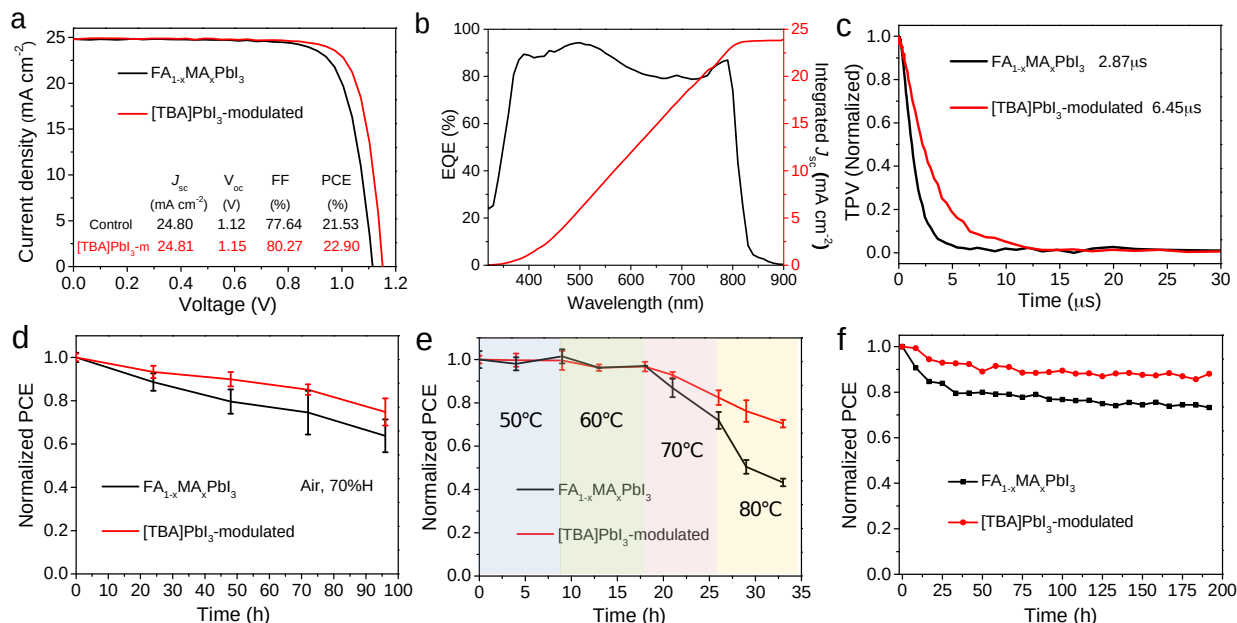 a
25
20
15
10
5
0
0.0 0.2 0.4 0.6 0.8 1.0 1.2
Current density (mA cm⁻²)
Voltage (V)
FA₁₋ₓMAₓPbI₃
[TBA]PbI₃-modulated
Jsc Voc FF PCE
(mA cm⁻²) (V) (%) (%)
Control 24.80 1.12 77.64 21.53
[TBA]PbI₃-m 24.81 1.15 80.27 22.90
b
100
80
60
40
20
0
400 500 600 700 800 900
EQE (%)
Wavelength (nm)
25
20
15
10
5
0
Integrated Jsc (mA cm⁻²)
c
1.0
0.8
0.6
0.4
0.2
0.0
0 5 10 15 20 25 30
TPV (Normalized)
Time (μs)
FA₁₋ₓMAₓPbI₃ 2.87μs
[TBA]PbI₃-modulated 6.45μs
d
1.0
0.8
0.6
0.4
0.2
0.0
0 10 20 30 40 50 60 70 80 90 100
Normalized PCE
Time (h)
FA₁₋ₓMAₓPbI₃ Air, 70%H
[TBA]PbI₃-modulated
e
1.0
0.8
0.6
0.4
0.2
0.0
0 5 10 15 20 25 30 35
Normalized PCE
Time (h)
50℃
60℃
70℃
80℃
FA₁₋ₓMAₓPbI₃
[TBA]PbI₃-modulated
f
1.0
0.8
0.6
0.4
0.2
0.0
0 25 50 75 100 125 150 175 200
Normalized PCE
Time (h)
FA₁₋ₓMAₓPbI₃
[TBA]PbI₃-modulated